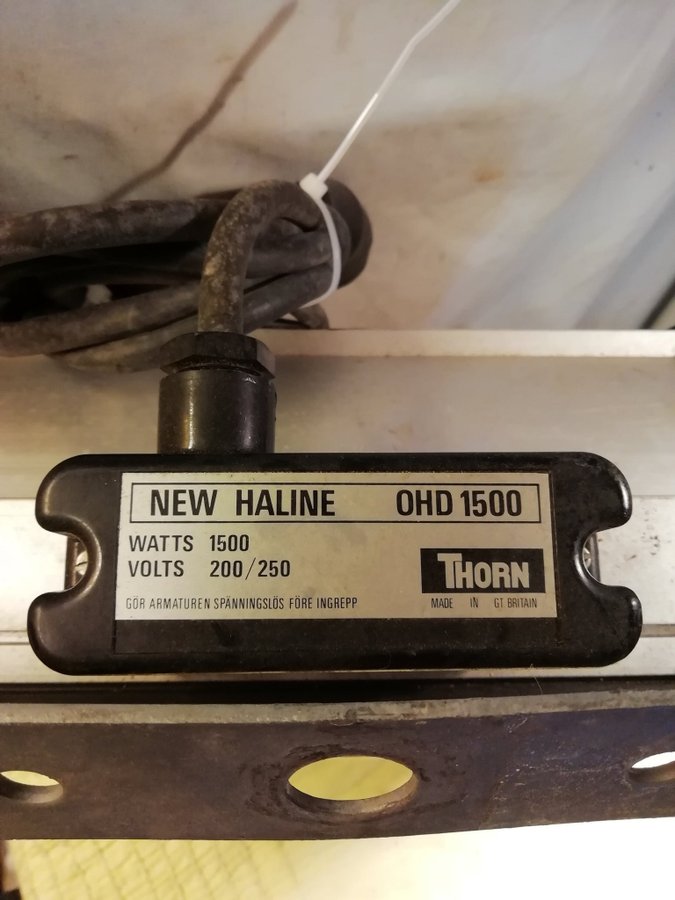 NEW HALINE OHD 1500
WATTS 1500
VOLTS 200/250
THORN
GÖR ARMATUREN SPÄNNINGSLÖS FÖRE INGREPP
MADE IN GT BRITAIN